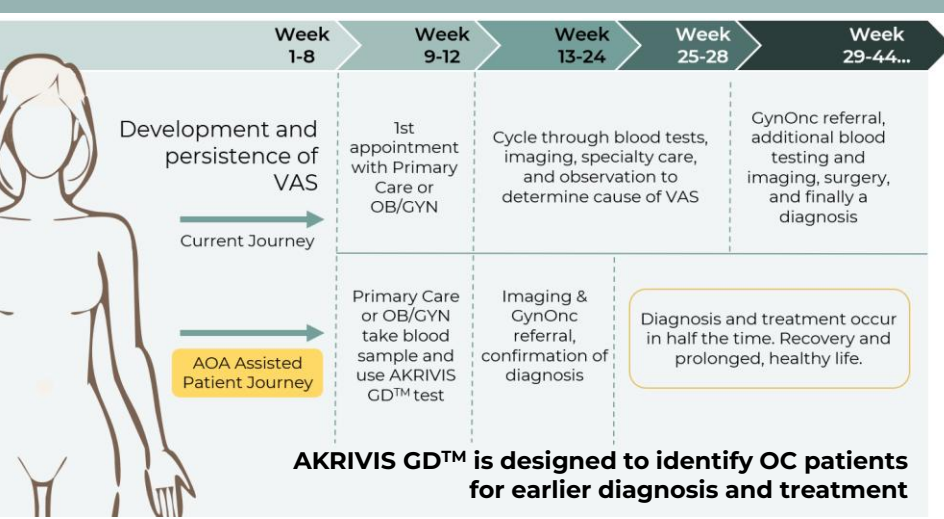 Week
1-8
Week
9-12
Week
13-24
Week
25-28
Week
29-44...
Development and
persistence of
VAS
Current Journey
1st
appointment
with Primary
Care or
OB/GYN
Cycle through blood tests,
imaging, specialty care,
and observation to
determine cause of VAS
GynOnc referral,
additional blood
testing and
imaging, surgery,
and finally a
diagnosis
AOA Assisted
Patient Journey
Primary Care
or OB/GYN
take blood
sample and
use AKRIVIS
GD™ test
Imaging &
GynOnc
referral,
confirmation of
diagnosis
Diagnosis and treatment occur
in half the time. Recovery and
prolonged, healthy life.
AKRIVIS GD™ is designed to identify OC patients
for earlier diagnosis and treatment